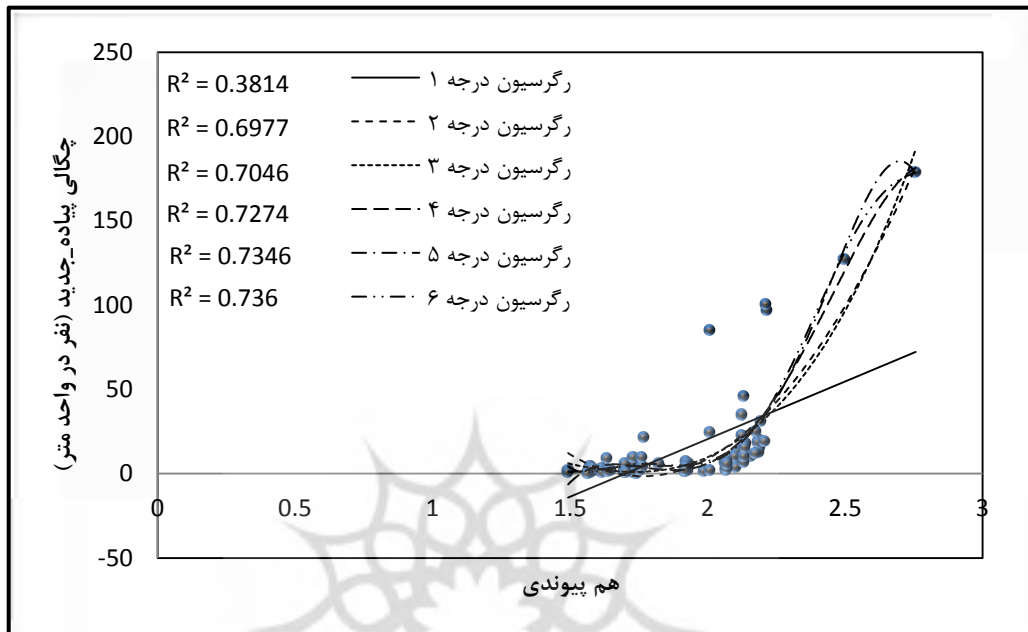 250
200
150
100
50
0
-50
0
0.5
1
1.5
2
2.5
3
چگالی پیاده_جدید (نفر در واحد متر)
هم پیوندی
R² = 0.3814 رگرسیون درجه ۱
R² = 0.6977 رگرسیون درجه ۲
R² = 0.7046 رگرسیون درجه ۳
R² = 0.7274 رگرسیون درجه ۴
R² = 0.7346 رگرسیون درجه ۵
R² = 0.736 رگرسیون درجه ۶